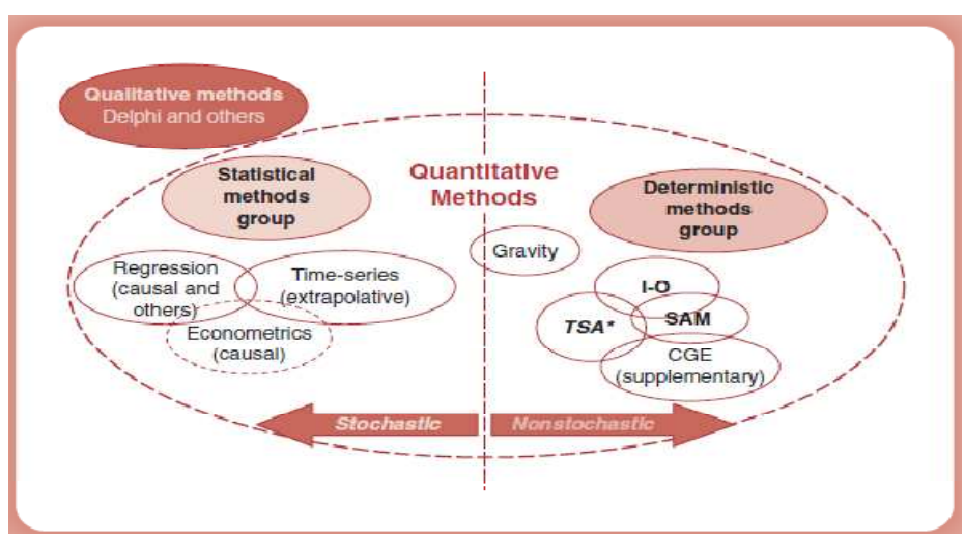 Qualitative methods
Delphi and others
Statistical
methods
group
Quantitative
Methods
Deterministic
methods
group
Gravity
Regression
(causal and
others)
Time-series
(extrapolative)
Econometrics
(causal)
I-O
TSA*
SAM
CGE
(supplementary)
Stochastic
Nonstochastic